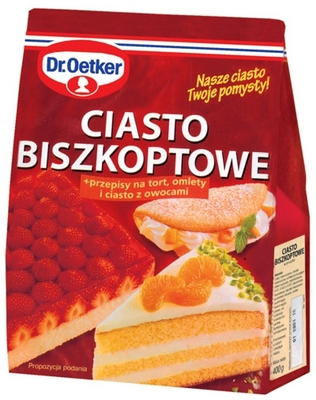 Dr.Oetker
Nasze ciasto
Twoje pomysły!
CIASTO
BISZKOPTOWE
+przepisy na tort, omlety
i ciasto z owocami
Propozycja podania
CIASTO
BISZKOPTOWE
400g